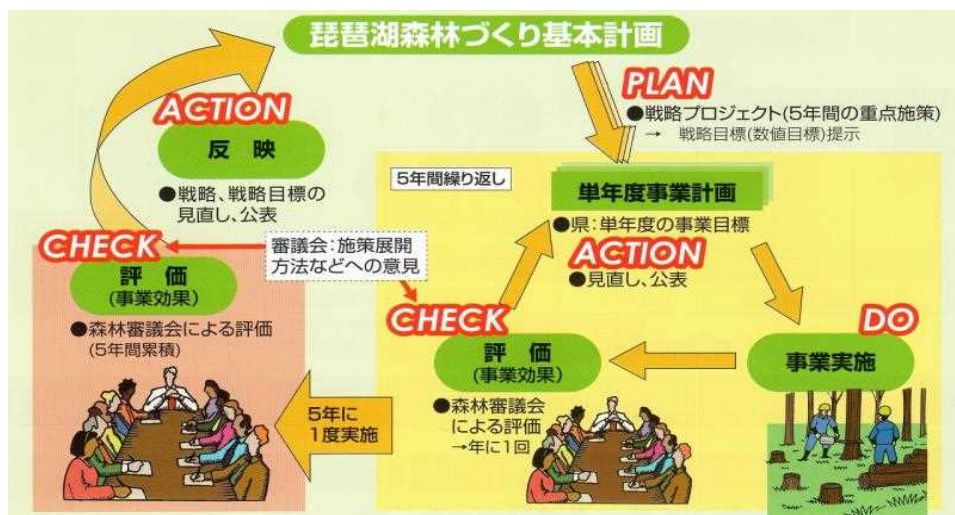 琵琶湖森林づくり基本計画
PLAN
●戦略プロジェクト(5年間の重点施策)
→ 戦略目標(数値目標)提示
ACTION
反映
●戦略、戦略目標の
見直し、公表
5年間繰り返し
単年度事業計画
●県:単年度の事業目標
ACTION
●見直し、公表
審議会:施策展開
方法などへの意見
CHECK
評価
(事業効果)
●森林審議会による評価
(5年間累積)
CHECK
評価
(事業効果)
●森林審議会
による評価
→年に1回
DO
事業実施
5年に
1度実施